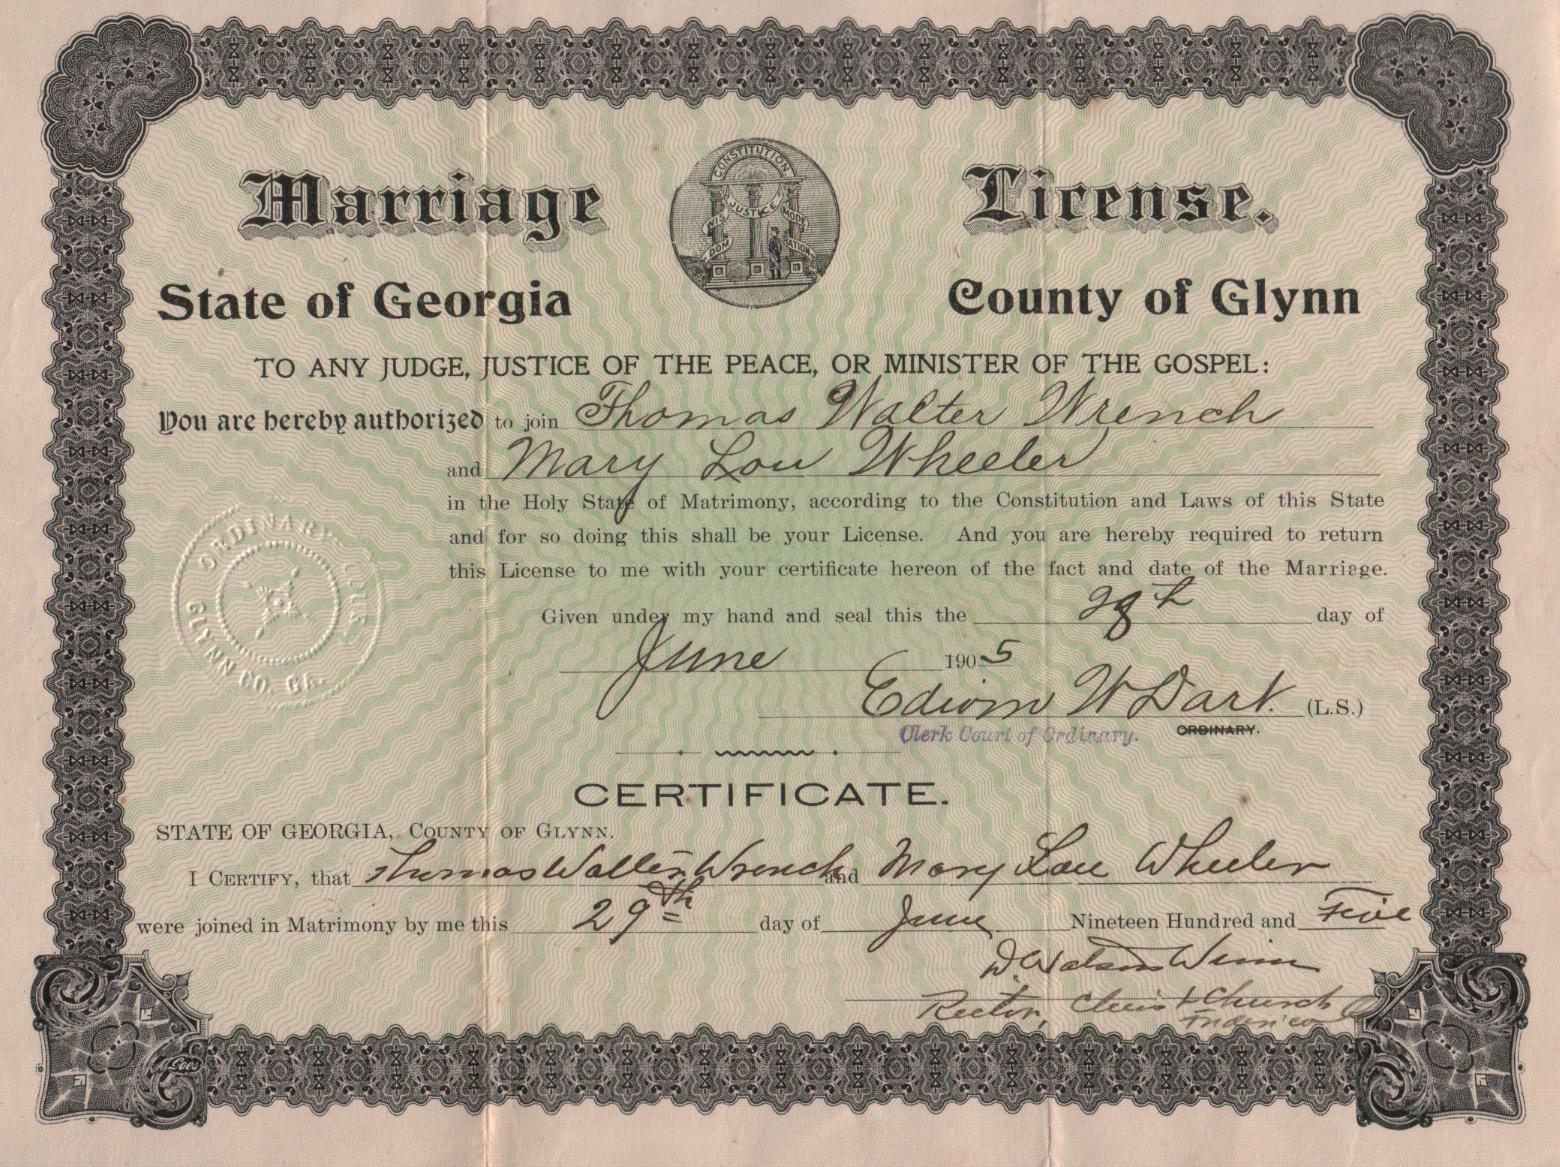 Marriage License.
CONSTITUTION
WISDOM JUSTICE MODERATION
State of Georgia County of Glynn
TO ANY JUDGE, JUSTICE OF THE PEACE, OR MINISTER OF THE GOSPEL:
You are hereby authorized to join Thomas Walter Wrench
and Mary Lou Wheeler
in the Holy State of Matrimony, according to the Constitution and Laws of this State
and for so doing this shall be your License. And you are hereby required to return
this License to me with your certificate hereon of the fact and date of the Marriage.
ORDINARY COURT
GLYNN CO. GA.
Given under my hand and seal this the 28th day of
June 1905
Edwin W Dart. (L.S.)
Clerk Court of Ordinary. ORDINARY.
CERTIFICATE.
STATE OF GEORGIA, COUNTY OF GLYNN.
I CERTIFY, that Thomas Walter Wrench and Mary Lou Wheeler
were joined in Matrimony by me this 29th day of June Nineteen Hundred and Five
D. Watson Winn
Rector, Christ Church
Frederica